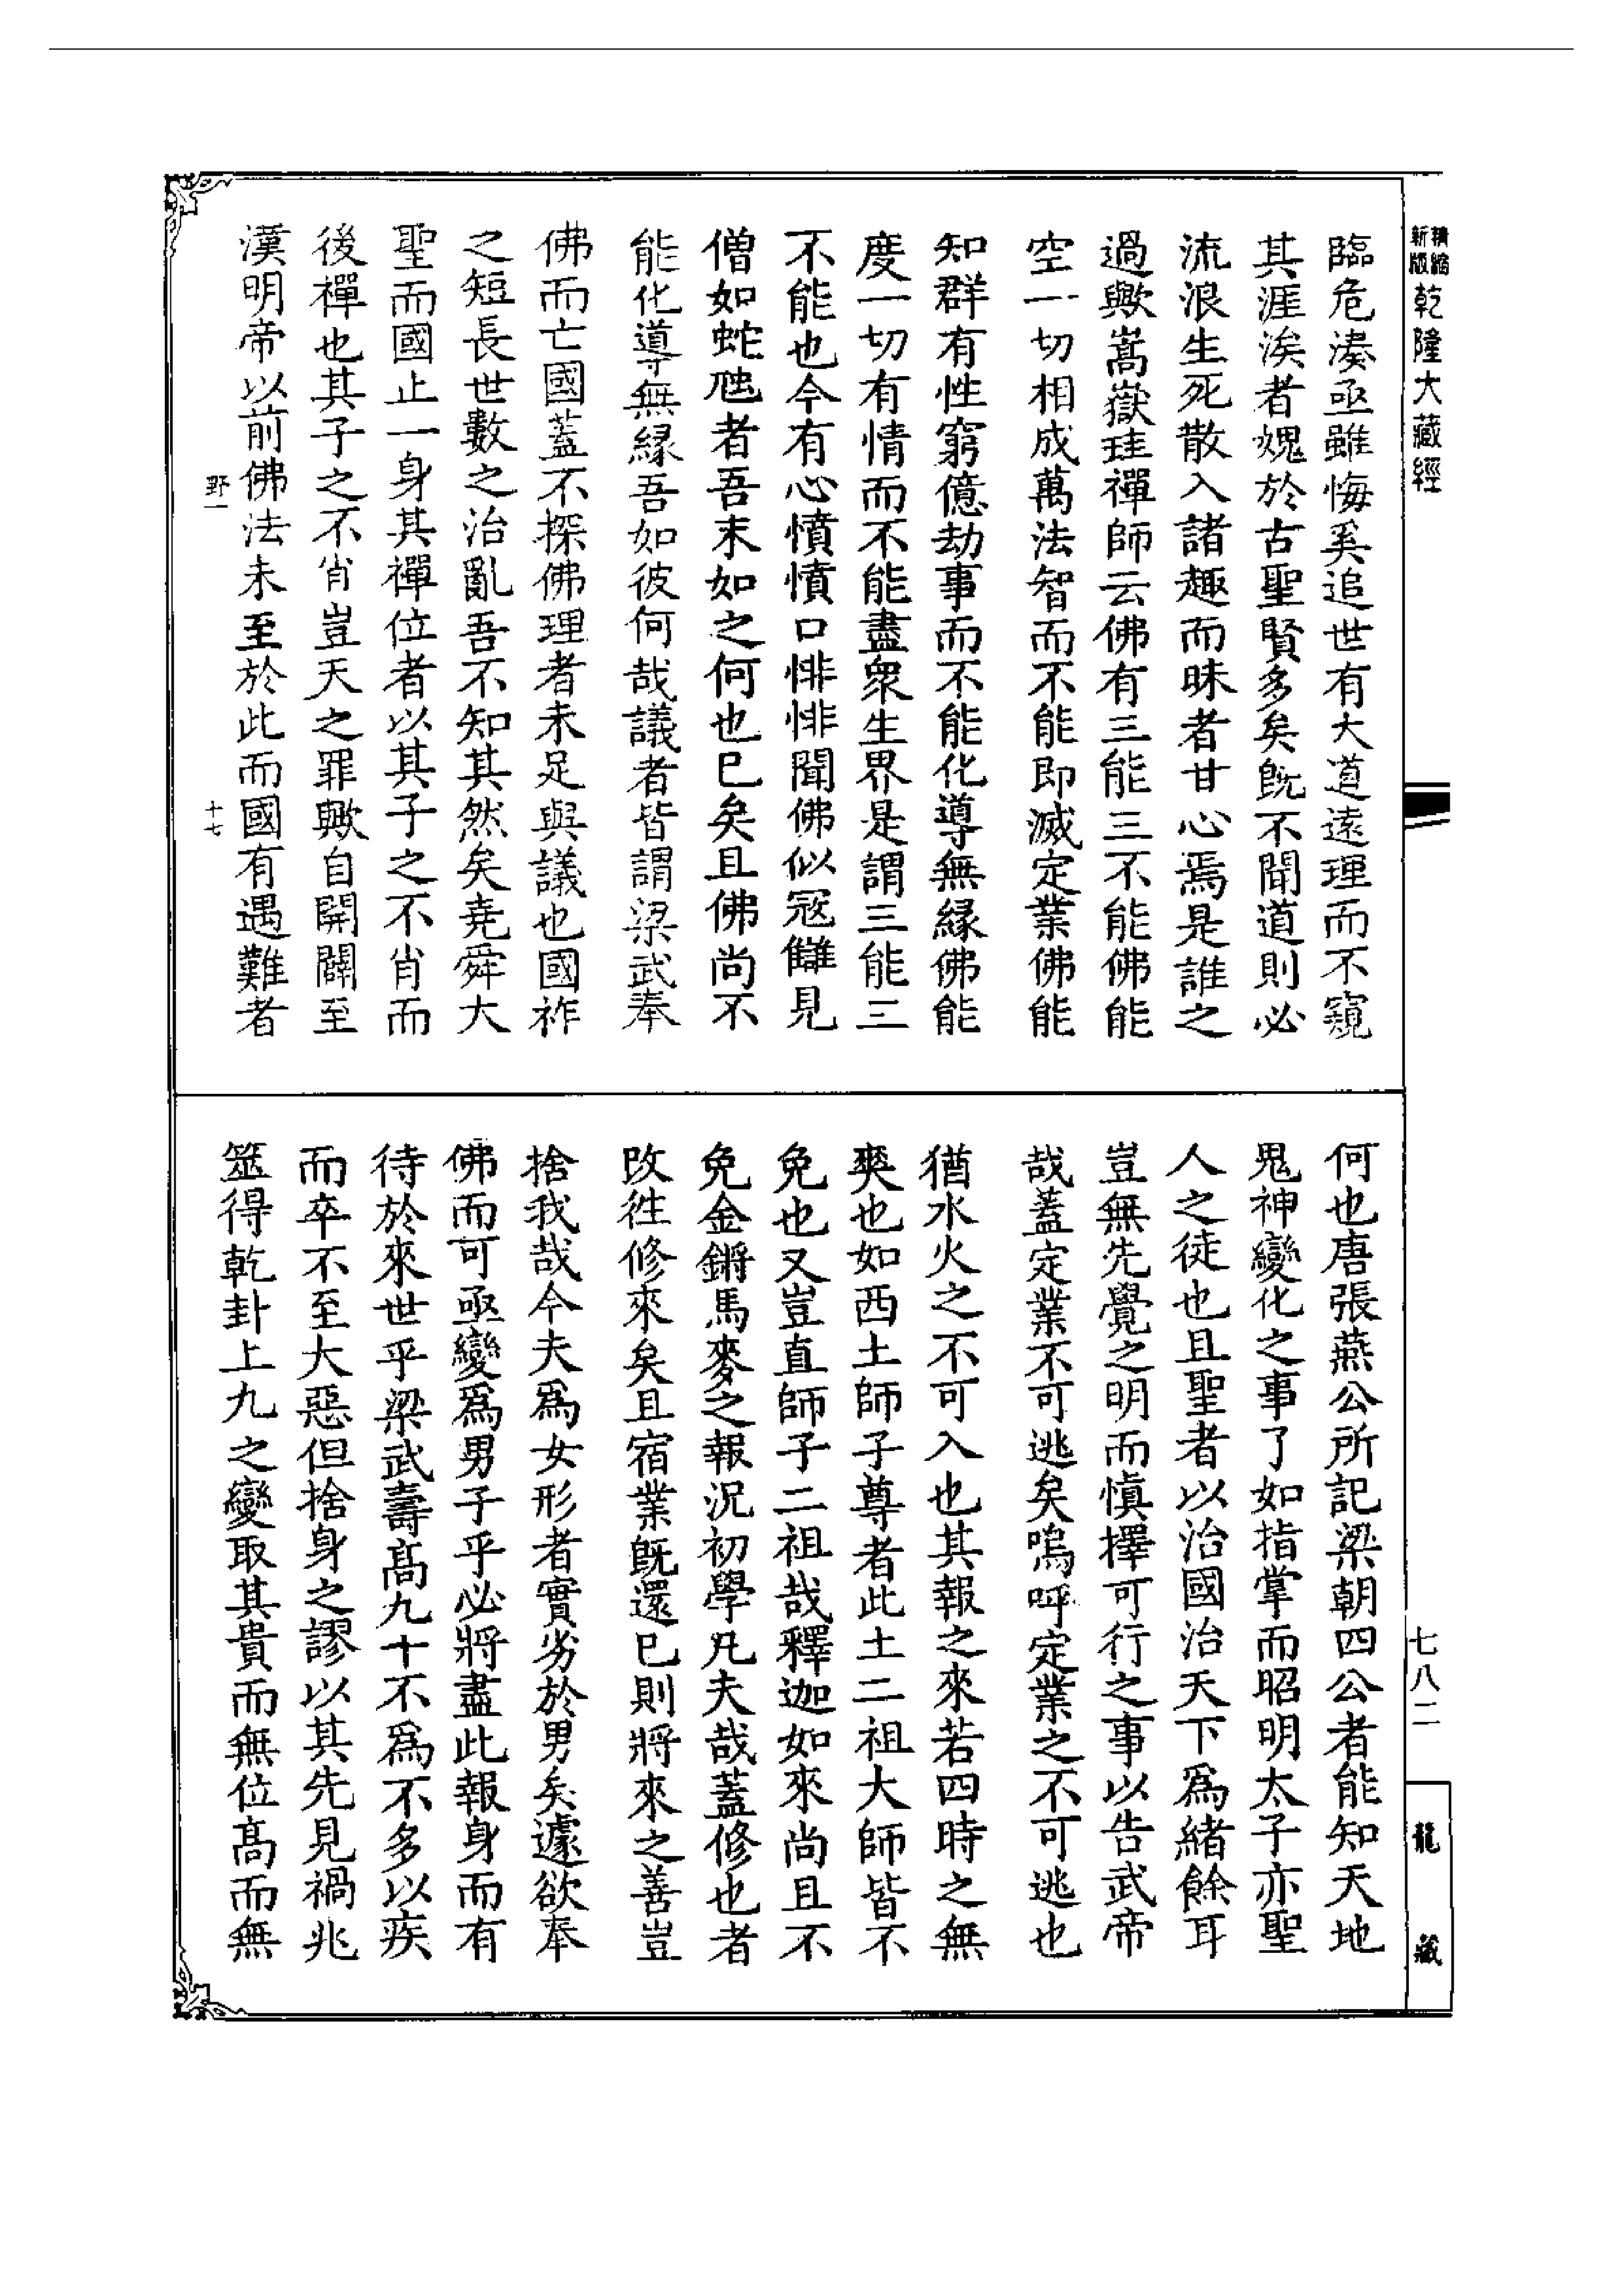 精縮新版乾隆大藏經
臨危湊亟雖悔奚追世有大道遠理而不窺
其涯涘者媿於古聖賢多矣旣不聞道則必
流浪生死散入諸趣而昧者甘心焉是誰之
過歟嵩嶽珪禪師云佛有三能三不能佛能
空一切相成萬法智而不能即滅定業佛能
知群有性窮億劫事而不能化導無緣佛能
度一切有情而不能盡衆生界是謂三能三
不能也今有心憤憤口悱悱聞佛似冦讎見
僧如蛇虺者吾末如之何也巳矣且佛尚不
能化導無緣吾如彼何哉議者皆謂梁武奉
佛而亡國蓋不探佛理者未足與議也國祚
之短長世數之治亂吾不知其然矣堯舜大
聖而國止一身其禪位者以其子之不肖而
後禪也其子之不肖豈天之罪歟自開闢至
漢明帝以前佛法未至於此而國有遇難者
野一
十七
何也唐張燕公所記梁朝四公者能知天地
鬼神變化之事了如指掌而昭明太子亦聖
人之徒也且聖者以治國治天下爲緒餘耳
豈無先覺之明而愼擇可行之事以告武帝
哉蓋定業不可逃矣嗚呼定業之不可逃也
猶水火之不可入也其報之來若四時之無
爽也如西土師子尊者此土二祖大師皆不
免也又豈直師子二祖哉釋迦如來尚且不
免金鏘馬麥之報況初學凡夫哉蓋修也者
改往修來矣且宿業旣還巳則將來之善豈
捨我哉今夫爲女形者實劣於男矣遽欲奉
佛而可亟變爲男子乎必將盡此報身而有
待於來世乎梁武壽髙九十不爲不多以疾
而卒不至大惡但捨身之謬以其先見禍兆
筮得乾卦上九之變取其貴而無位髙而無
七八二
龍藏